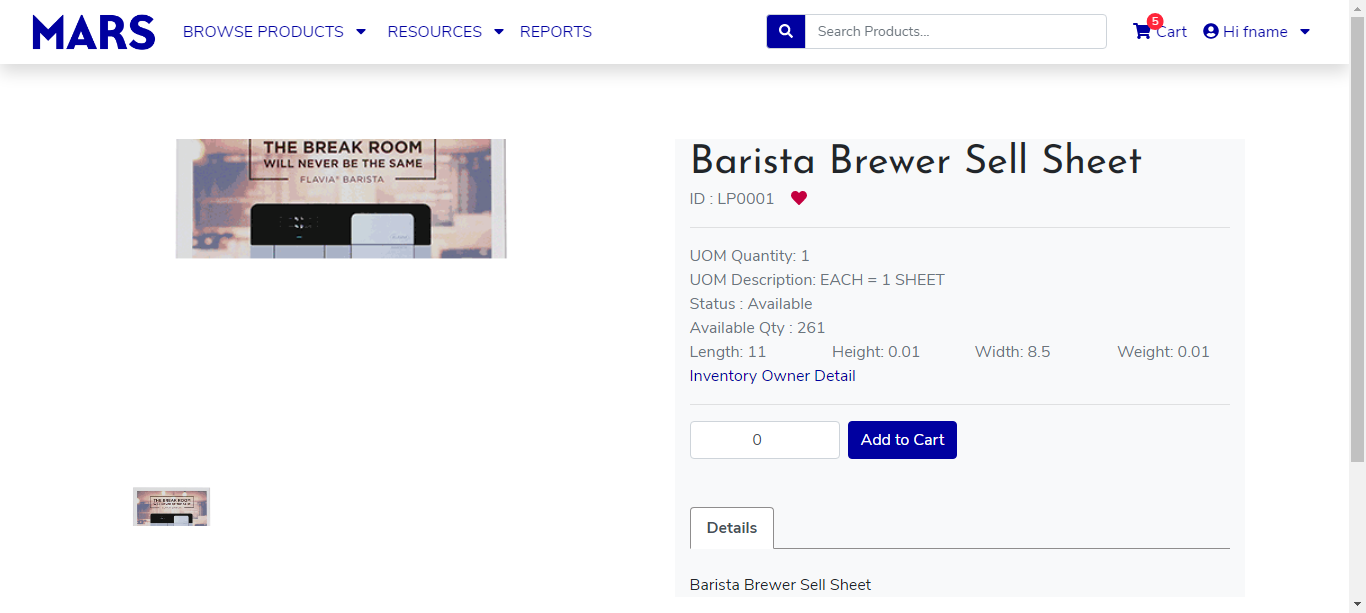 MARS BROWSE PRODUCTS RESOURCES REPORTS Search Products... 5 Cart Hi fname
THE BREAK ROOM
WILL NEVER BE THE SAME
FLAVIA® BARISTA
Barista Brewer Sell Sheet
ID : LP0001
UOM Quantity: 1
UOM Description: EACH = 1 SHEET
Status : Available
Available Qty : 261
Length: 11 Height: 0.01 Width: 8.5 Weight: 0.01
Inventory Owner Detail
0 Add to Cart
THE BREAK ROOM
Details
Barista Brewer Sell Sheet